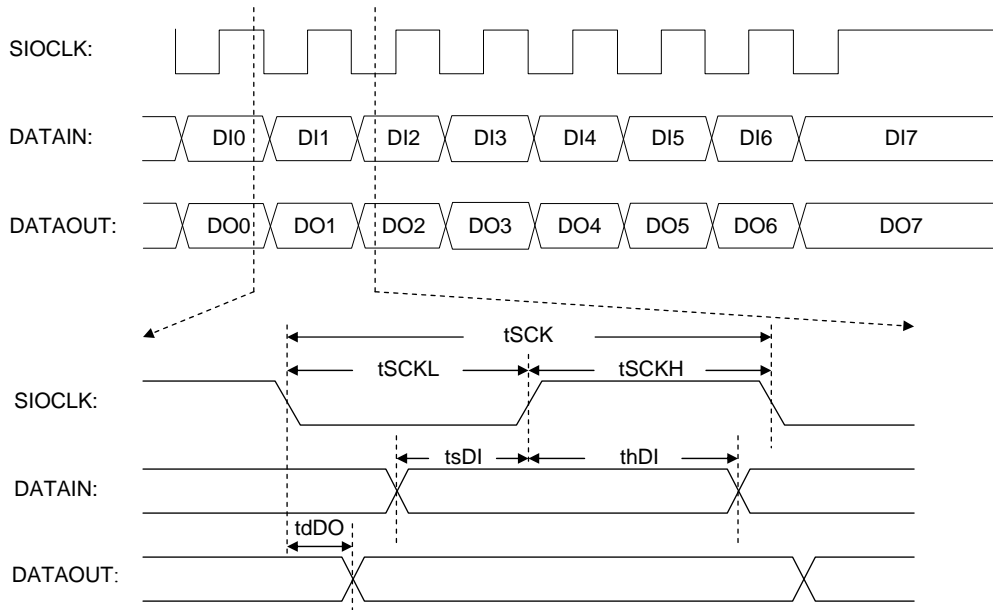 SIOCLK:
DATAIN: DI0 DI1 DI2 DI3 DI4 DI5 DI6 DI7
DATAOUT: DO0 DO1 DO2 DO3 DO4 DO5 DO6 DO7
tSCK
tSCKL tSCKH
SIOCLK:
tsDI thDI
DATAIN:
tdDO
DATAOUT: